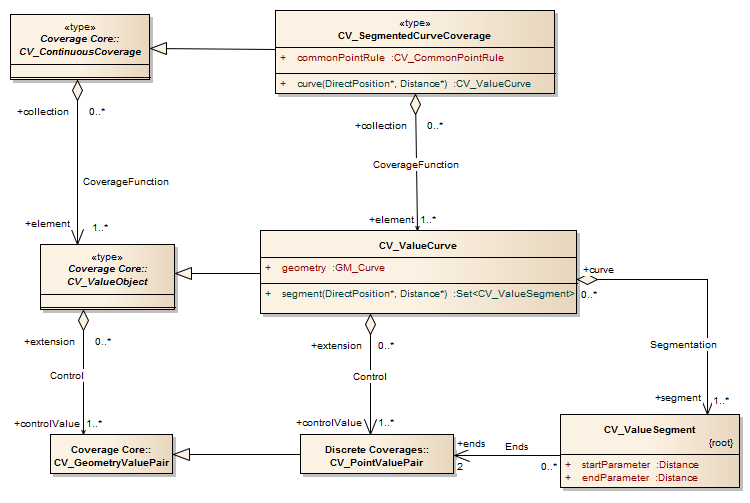 «type»
Coverage Core::
CV_ContinuousCoverage
«type»
CV_SegmentedCurveCoverage
+ commonPointRule :CV_CommonPointRule
+ curve(DirectPosition*, Distance*) :CV_ValueCurve
+collection 0..*
+collection 0..*
CoverageFunction
CoverageFunction
+element 1..*
+element 1..*
«type»
Coverage Core::
CV_ValueObject
CV_ValueCurve
+ geometry :GM_Curve
+ segment(DirectPosition*, Distance*) :Set<CV_ValueSegment>
+curve
0..*
+extension 0..*
+extension 0..*
Segmentation
Control
Control
+segment 1..*
+controlValue 1..*
+controlValue 1..*
Coverage Core::
CV_GeometryValuePair
Discrete Coverages::
CV_PointValuePair
+ends Ends
2 0..*
CV_ValueSegment
{root}
+ startParameter :Distance
+ endParameter :Distance